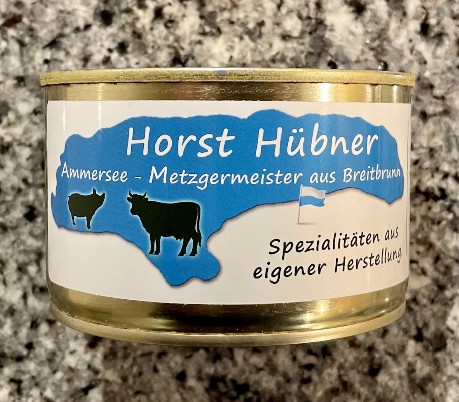 Horst Hübner
Ammersee - Metzgermeister aus Breitbrunn
Spezialitäten aus
eigener Herstellung